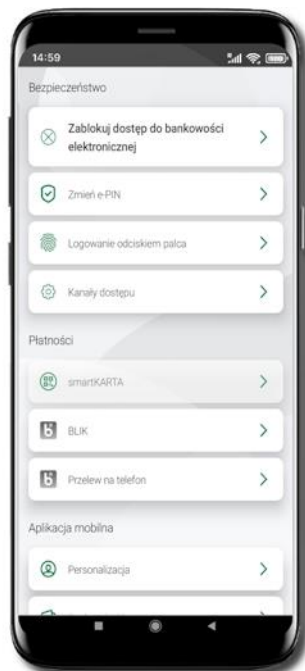 14:59
Bezpieczeństwo
Zablokuj dostęp do bankowości
elektronicznej
Zmień e-PIN
Logowanie odciskiem palca
Kanały dostępu
Płatności
smartKARTA
BLIK
Przelew na telefon
Aplikacja mobilna
Personalizacja